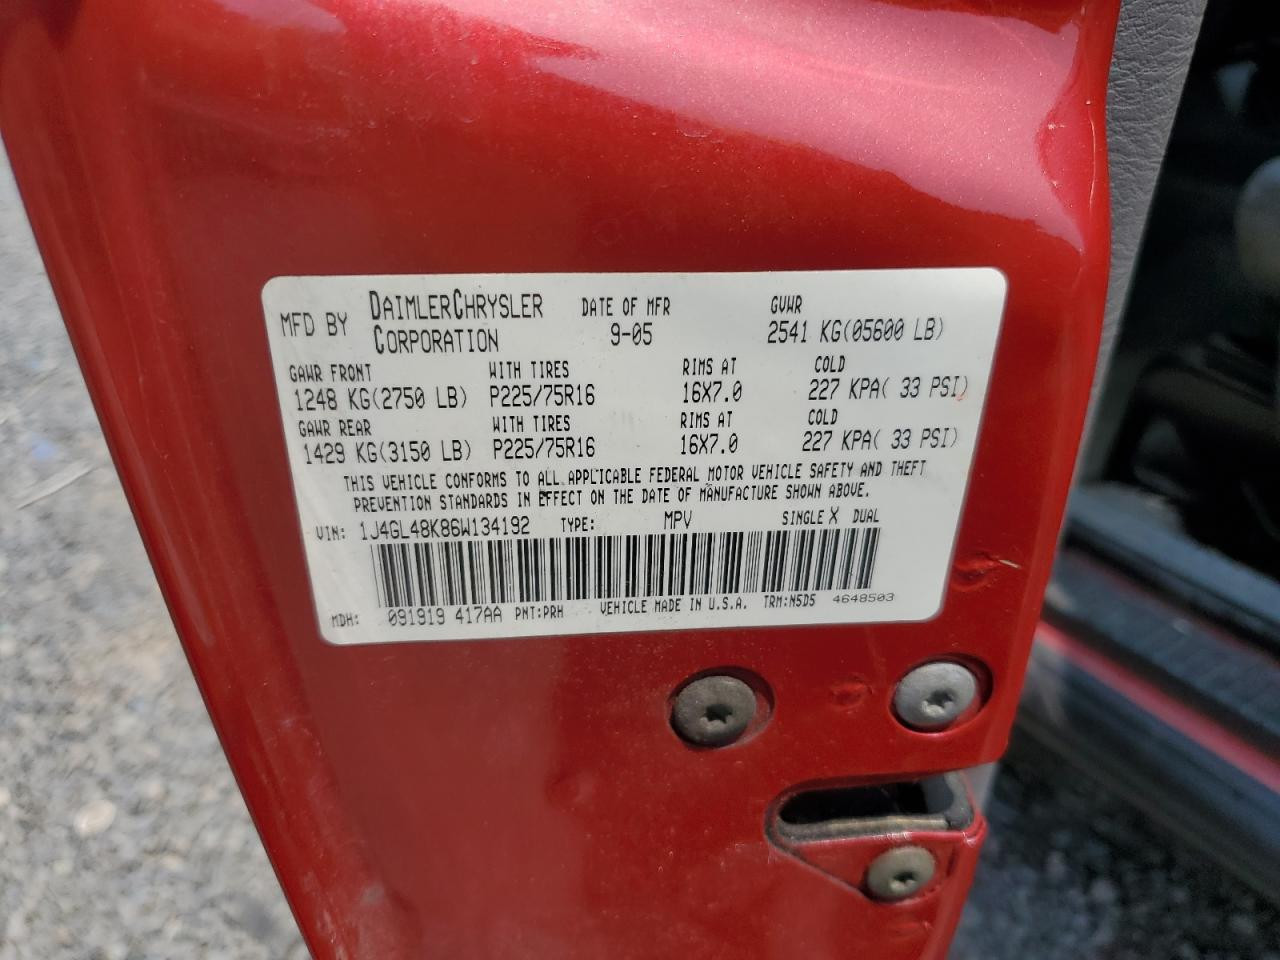 MFD BY DAIMLERCHRYSLER CORPORATION DATE OF MFR 9-05 GVWR 2541 KG(05600 LB)
GAWR FRONT WITH TIRES RIMS AT COLD
1248 KG(2750 LB) P225/75R16 16X7.0 227 KPA( 33 PSI)
GAWR REAR WITH TIRES RIMS AT COLD
1429 KG(3150 LB) P225/75R16 16X7.0 227 KPA( 33 PSI)
THIS VEHICLE CONFORMS TO ALL APPLICABLE FEDERAL MOTOR VEHICLE SAFETY AND THEFT
PREVENTION STANDARDS IN EFFECT ON THE DATE OF MANUFACTURE SHOWN ABOVE.
VIN: 1J4GL48K86W134192 TYPE: MPV SINGLE X DUAL
MDH: 091919 417AA PNT:PRH VEHICLE MADE IN U.S.A. TRM:N5D5 4648503